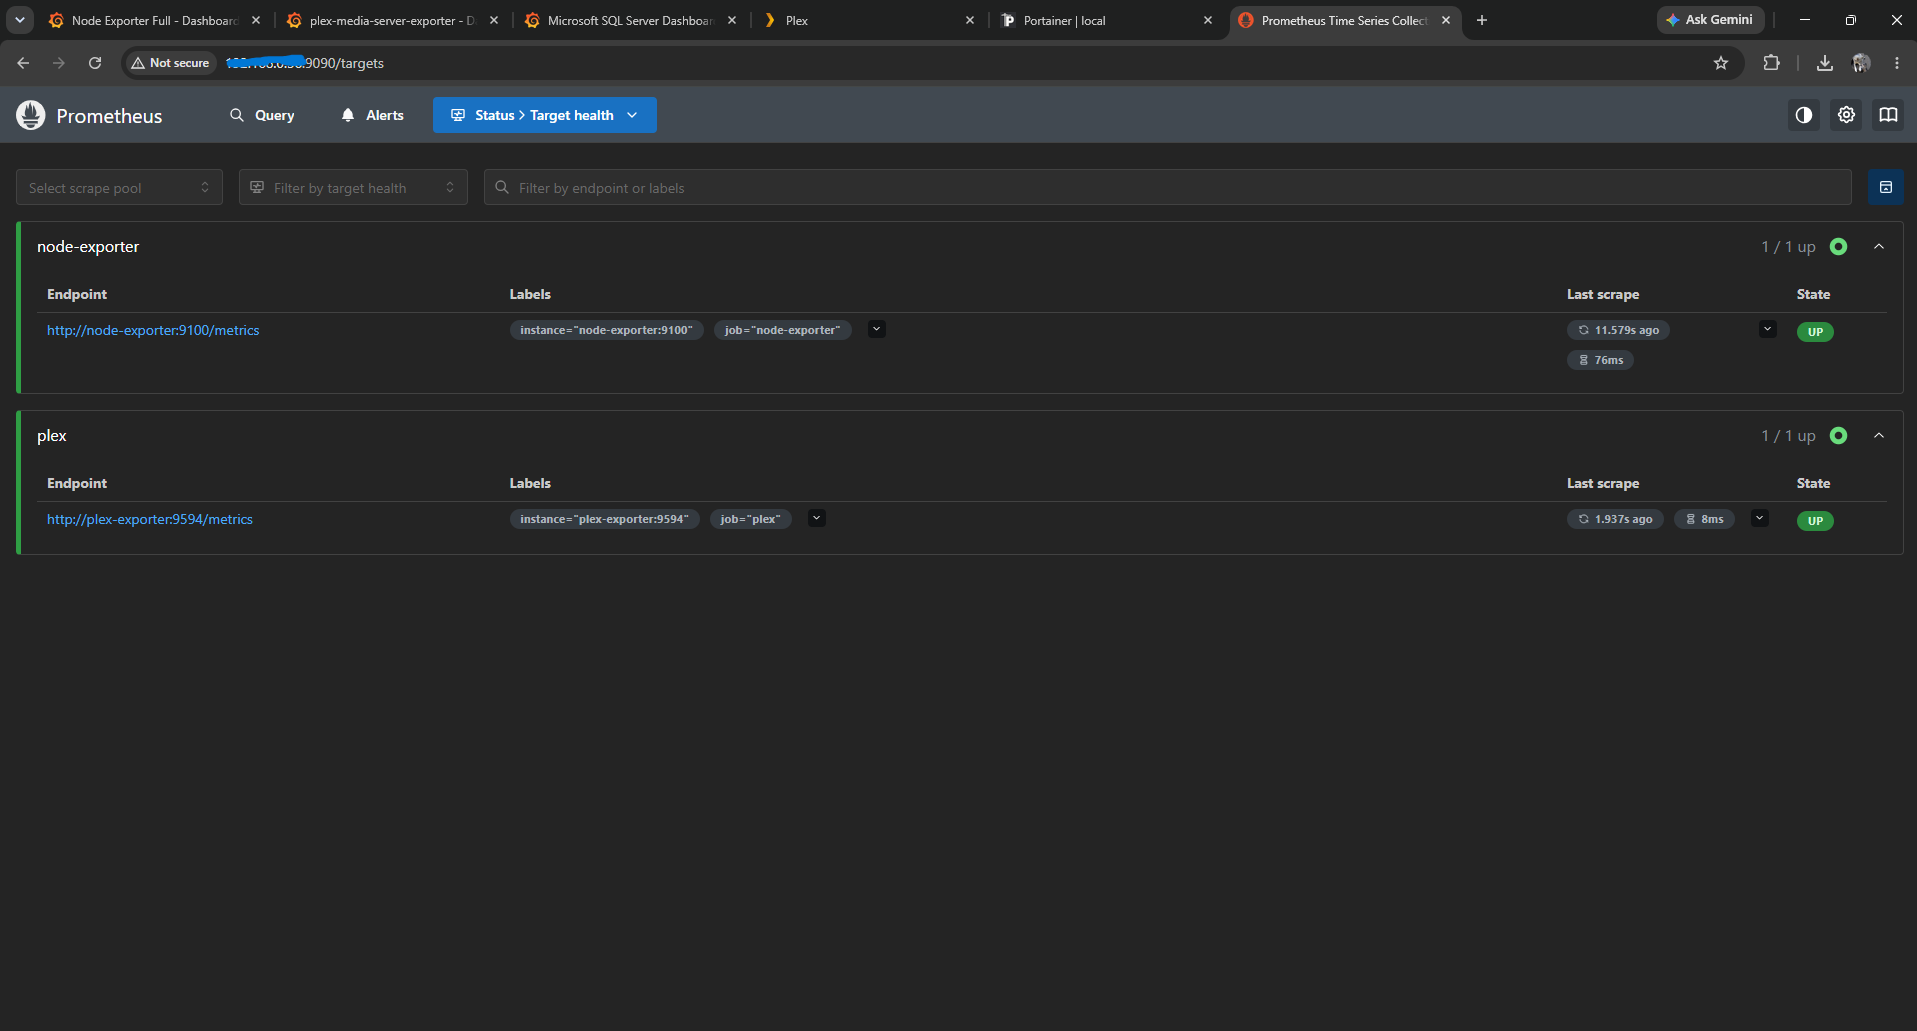 Node Exporter Full - Dashboard
plex-media-server-exporter - D
Microsoft SQL Server Dashboar
Plex
Portainer | local
Prometheus Time Series Collect
Ask Gemini
Not secure
:9090/targets
Prometheus
Query
Alerts
Status > Target health
Select scrape pool
Filter by target health
Filter by endpoint or labels
node-exporter
1 / 1 up
Endpoint Labels Last scrape State
http://node-exporter:9100/metrics instance="node-exporter:9100" job="node-exporter" 11.579s ago UP
76ms
plex
1 / 1 up
Endpoint Labels Last scrape State
http://plex-exporter:9594/metrics instance="plex-exporter:9594" job="plex" 1.937s ago 8ms UP